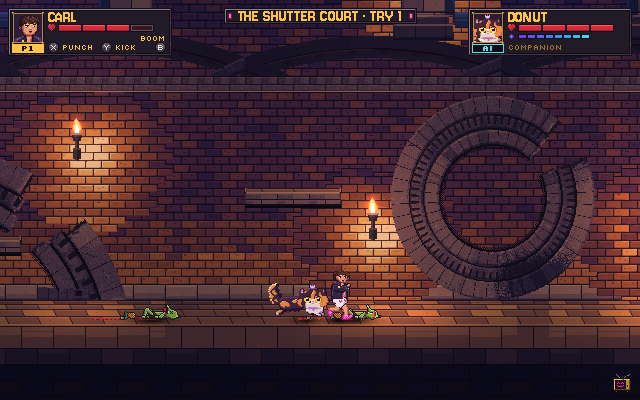 CARL
BOOM
P1
X PUNCH Y KICK B
THE SHUTTER COURT · TRY 1
DONUT
AI
COMPANION